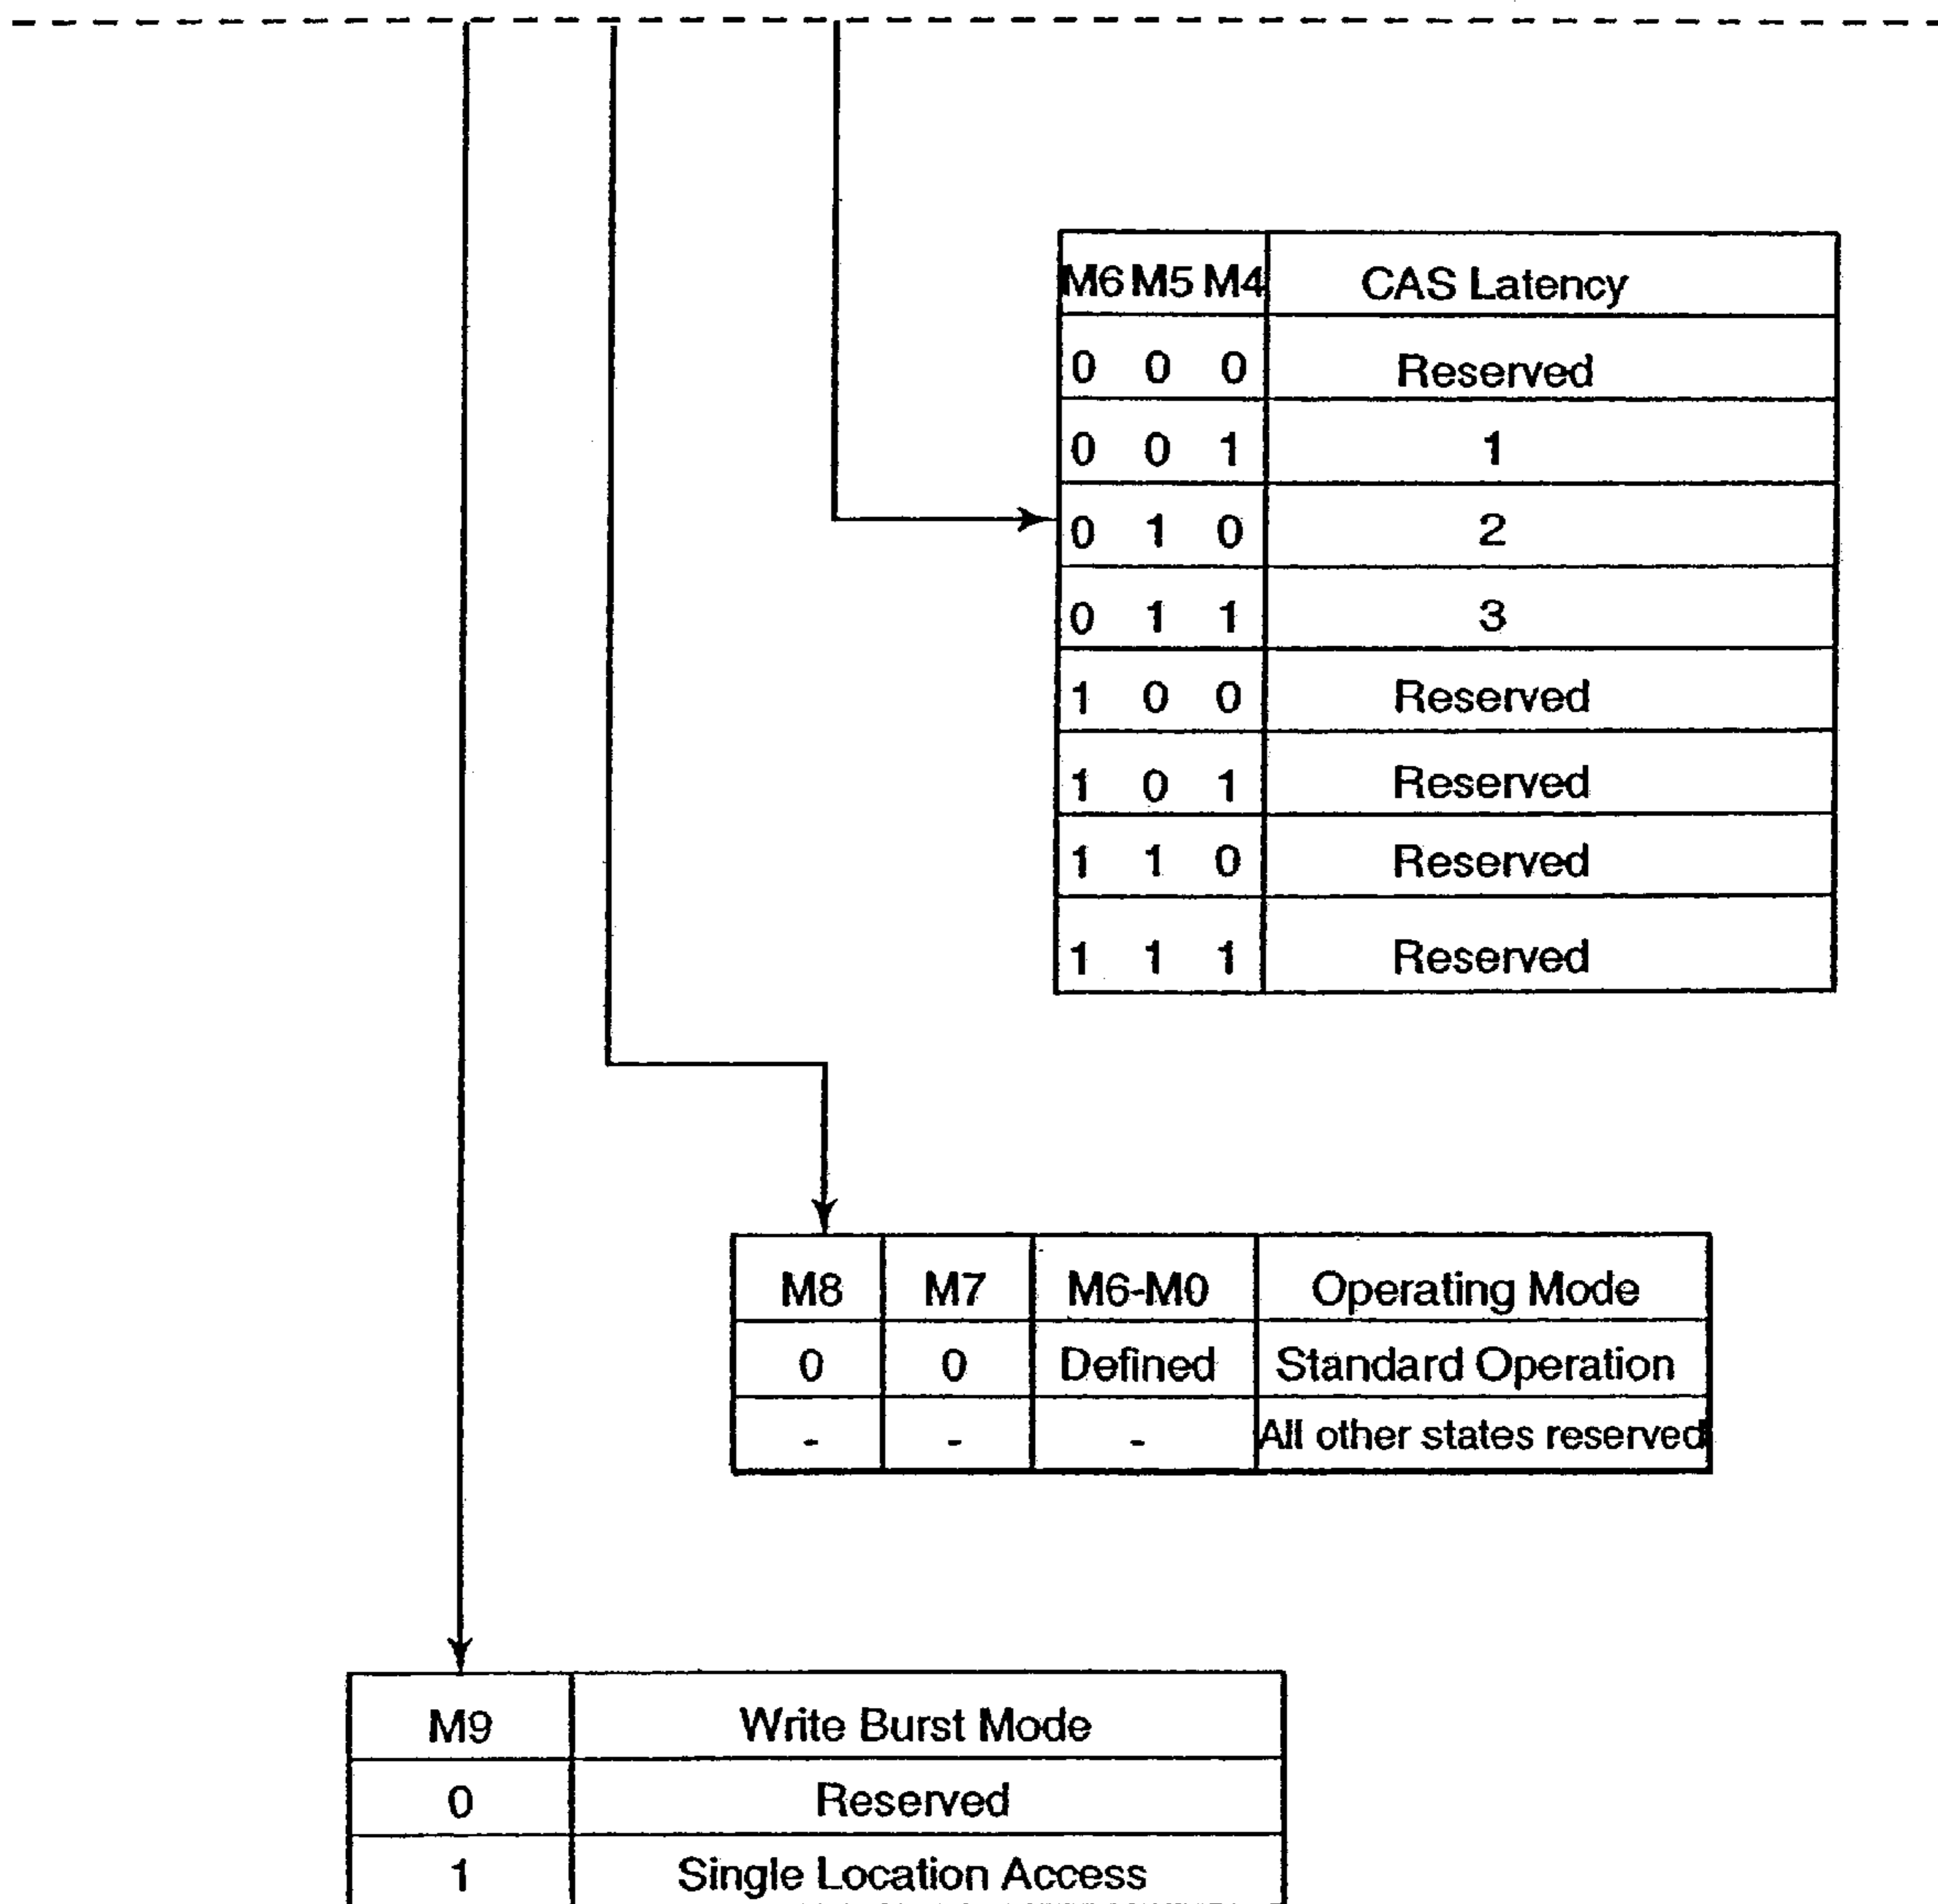 M6 M5 M4 CAS Latency
0 0 0 Reserved
0 0 1 1
0 1 0 2
0 1 1 3
1 0 0 Reserved
1 0 1 Reserved
1 1 0 Reserved
1 1 1 Reserved
M8 M7 M6-M0 Operating Mode
0 0 Defined Standard Operation
- - - All other states reserved
M9 Write Burst Mode
0 Reserved
1 Single Location Access